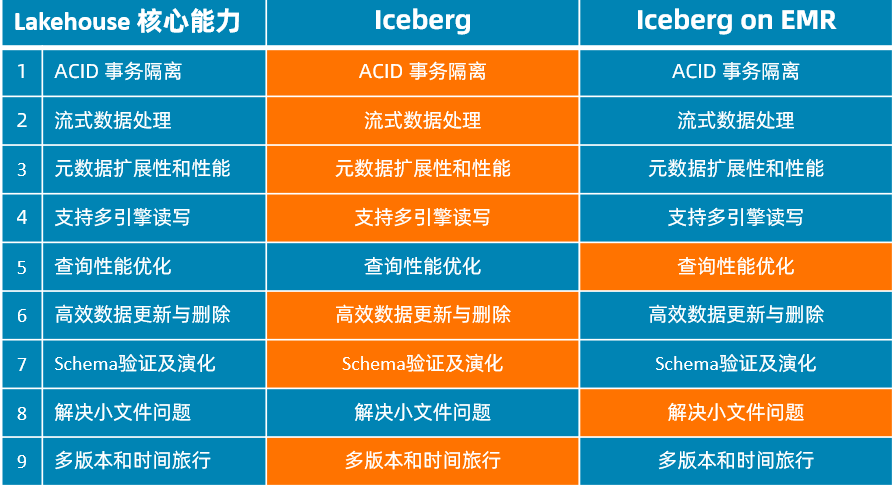 Lakehouse 核心能力 Iceberg Iceberg on EMR
1 ACID 事务隔离 ACID 事务隔离 ACID 事务隔离
2 流式数据处理 流式数据处理 流式数据处理
3 元数据扩展性和性能 元数据扩展性和性能 元数据扩展性和性能
4 支持多引擎读写 支持多引擎读写 支持多引擎读写
5 查询性能优化 查询性能优化 查询性能优化
6 高效数据更新与删除 高效数据更新与删除 高效数据更新与删除
7 Schema验证及演化 Schema验证及演化 Schema验证及演化
8 解决小文件问题 解决小文件问题 解决小文件问题
9 多版本和时间旅行 多版本和时间旅行 多版本和时间旅行